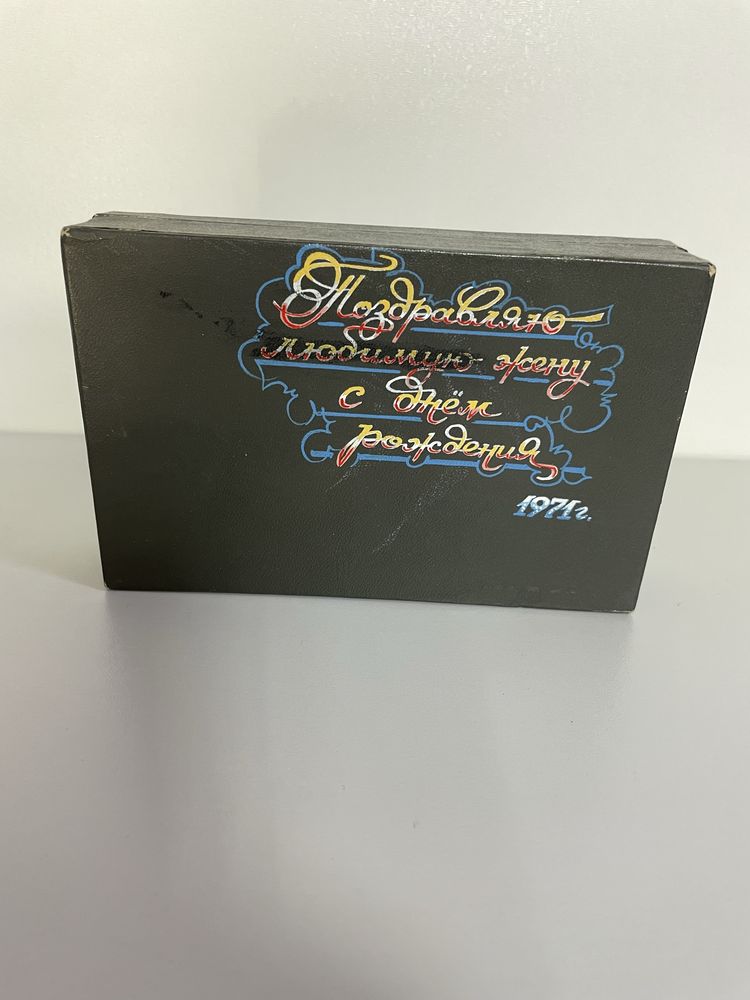 Поздравляю
любимую жену
с днём
рождения
1971г.